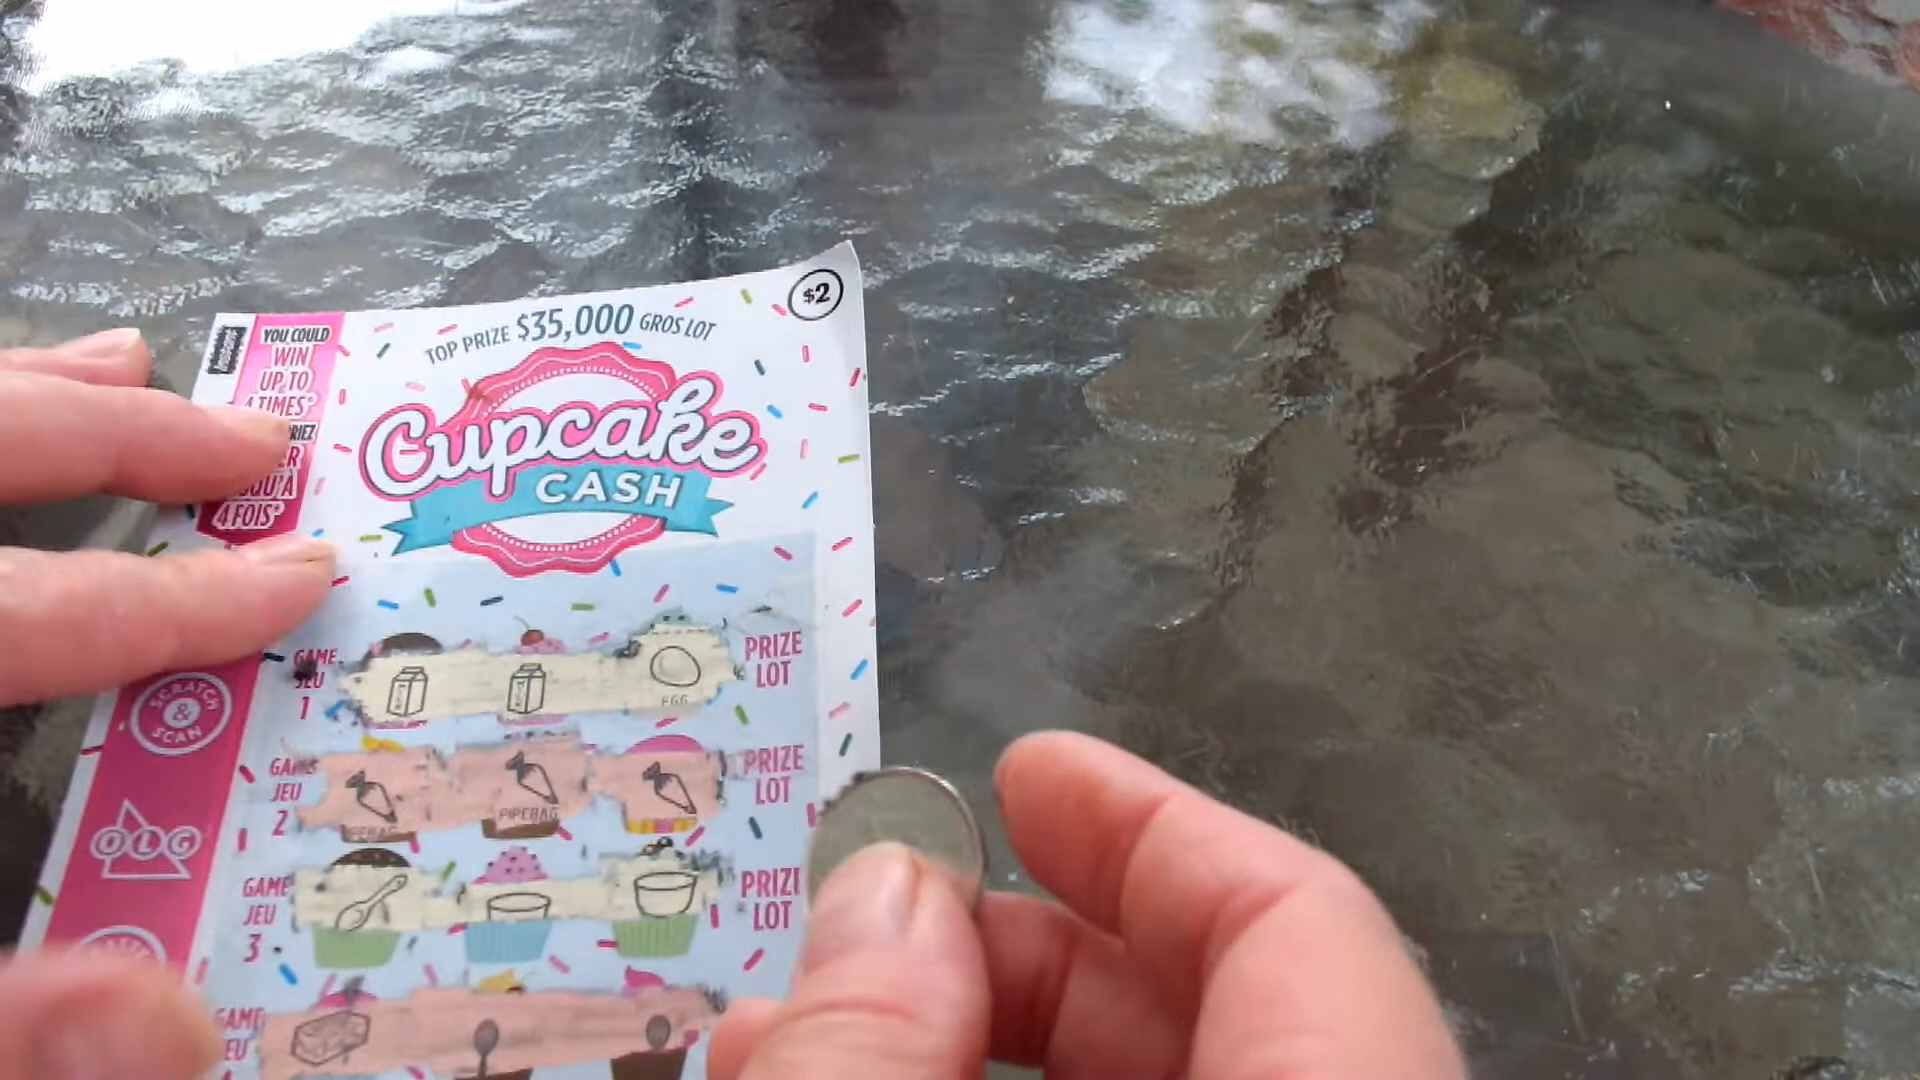 $2
TOP PRIZE $35,000 GROS LOT
YOU COULD
WIN
UP TO
4 TIMES*
À
4 FOIS*
Cupcake
CASH
GAME
JEU
1
EGG
PRIZE
LOT
SCRATCH
&
SCAN
GAME
JEU
2
PIPEBAG
PRIZE
LOT
OLG
GAME
JEU
3
PRIZE
LOT